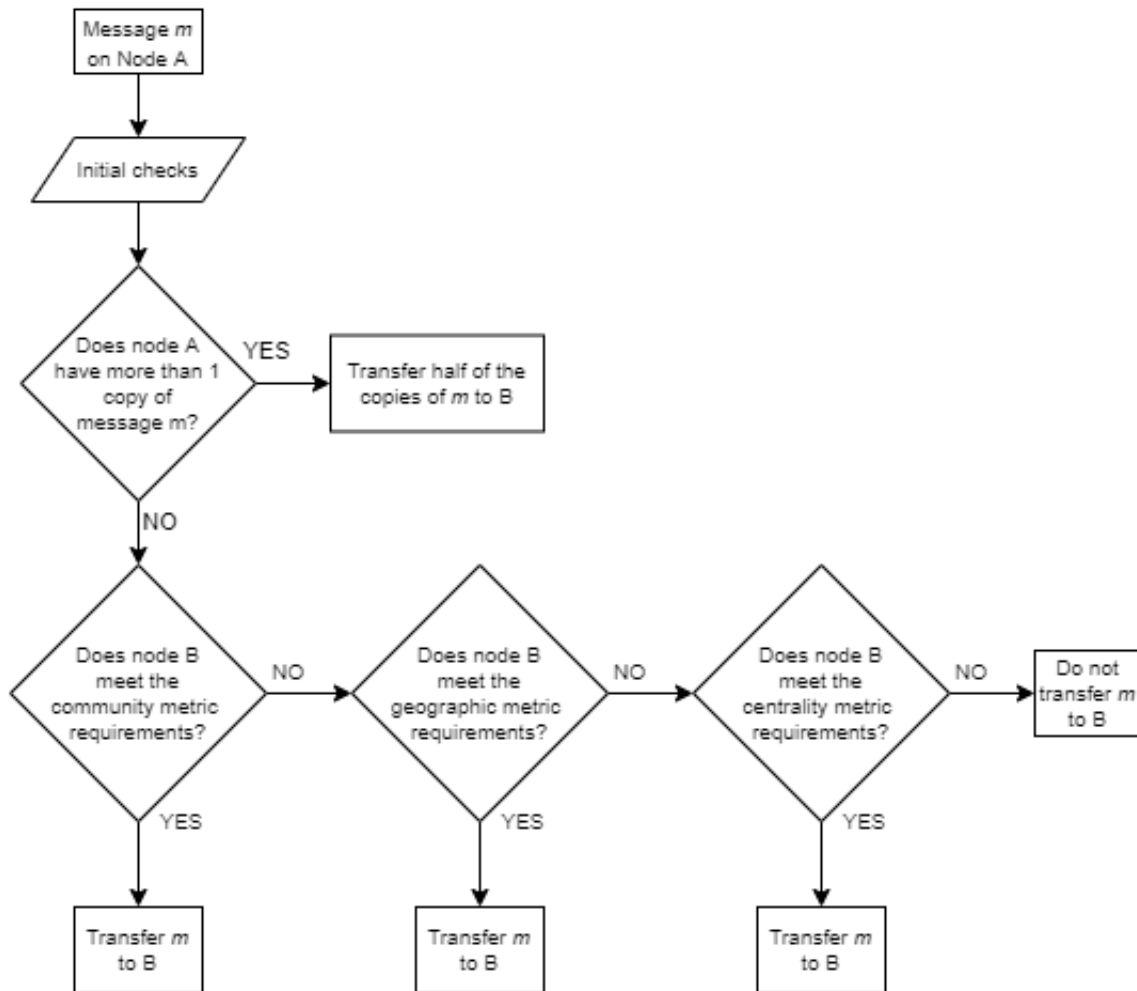 Message m
on Node A
Initial checks
Does node A
have more than 1
copy of
message m?
YES
Transfer half of the
copies of m to B
NO
Does node B
meet the
community metric
requirements?
NO
Does node B
meet the
geographic metric
requirements?
NO
Does node B
meet the
centrality metric
requirements?
NO
Do not
transfer m
to B
YES
YES
YES
Transfer m
to B
Transfer m
to B
Transfer m
to B